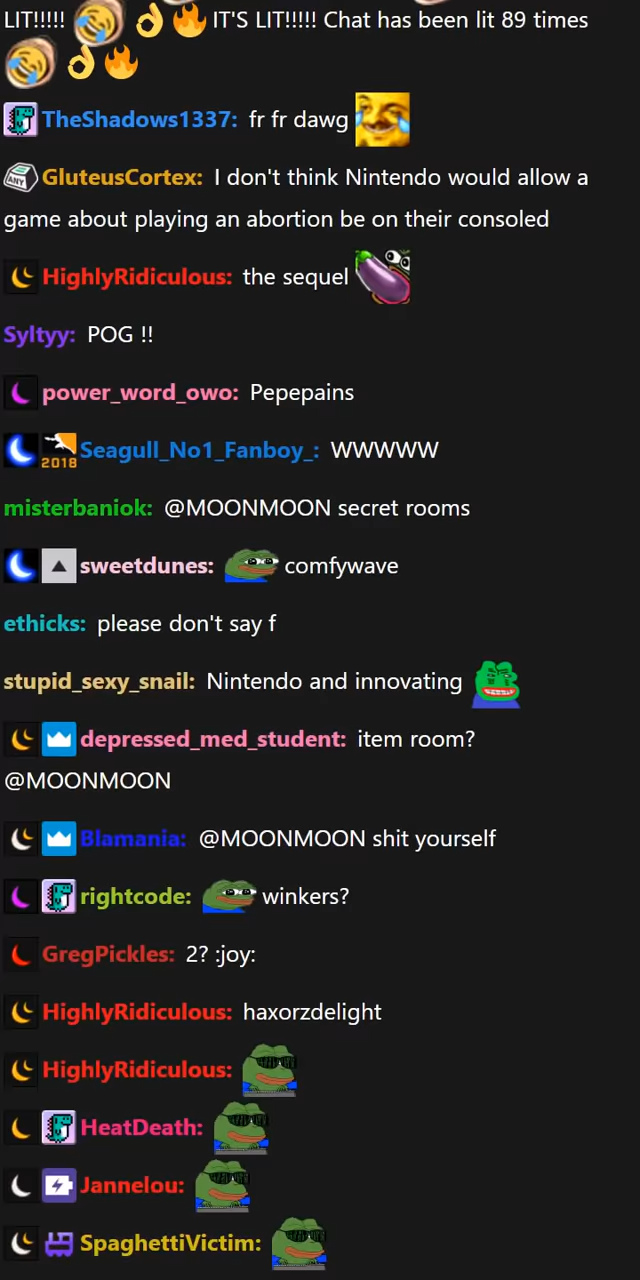 LIT!!!!! 👌🔥 IT'S LIT!!!!! Chat has been lit 89 times
👌🔥
TheShadows1337: fr fr dawg
ANY GluteusCortex: I don't think Nintendo would allow a
game about playing an abortion be on their consoled
HighlyRidiculous: the sequel
Syltyy: POG !!
power_word_owo: Pepepains
2018 Seagull_No1_Fanboy_: WWWWW
misterbaniok: @MOONMOON secret rooms
sweetdunes: comfywave
ethicks: please don't say f
stupid_sexy_snail: Nintendo and innovating
depressed_med_student: item room?
@MOONMOON
Blamania: @MOONMOON shit yourself
rightcode: winkers?
GregPickles: 2? :joy:
HighlyRidiculous: haxorzdelight
HighlyRidiculous:
HeatDeath:
Jannelou:
SpaghettiVictim: